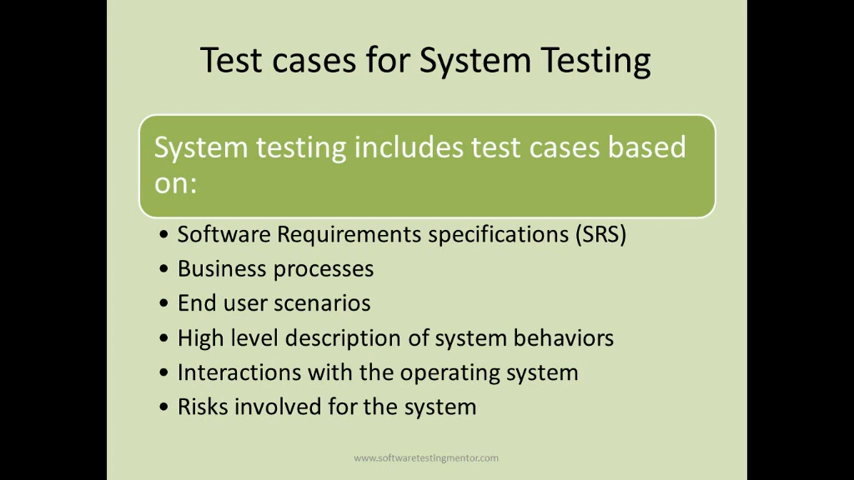 Test cases for System Testing
System testing includes test cases based
on:
• Software Requirements specifications (SRS)
• Business processes
• End user scenarios
• High level description of system behaviors
• Interactions with the operating system
• Risks involved for the system
www.softwaretestingmentor.com